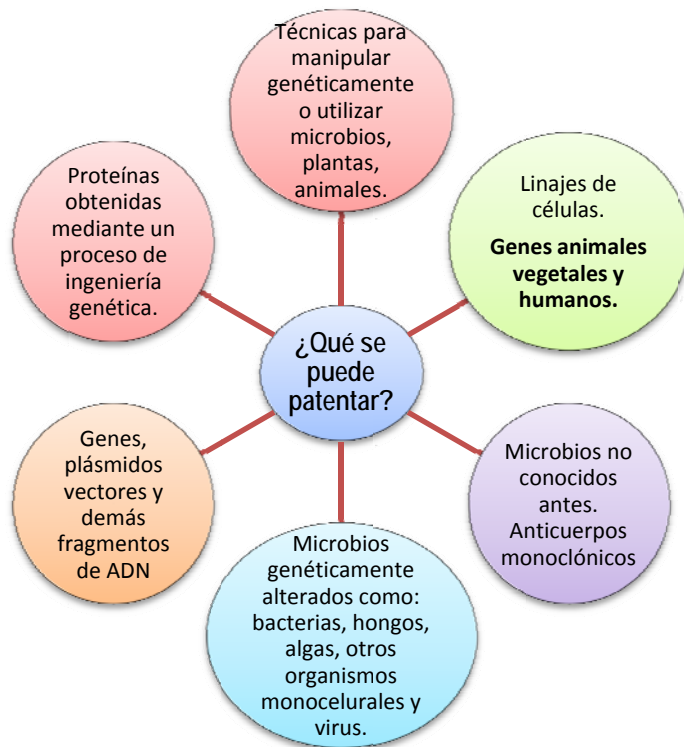 Técnicas para
manipular
genéticamente
o utilizar
microbios,
plantas,
animales.
Proteínas
obtenidas
mediante un
proceso de
ingeniería
genética.
Linajes de
células.
Genes animales
vegetales y
humanos.
¿Qué se
puede
patentar?
Genes,
plásmidos
vectores y
demás
fragmentos
de ADN
Microbios no
conocidos
antes.
Anticuerpos
monoclónicos
Microbios
genéticamente
alterados como:
bacterias, hongos,
algas, otros
organismos
monocelurales y
virus.